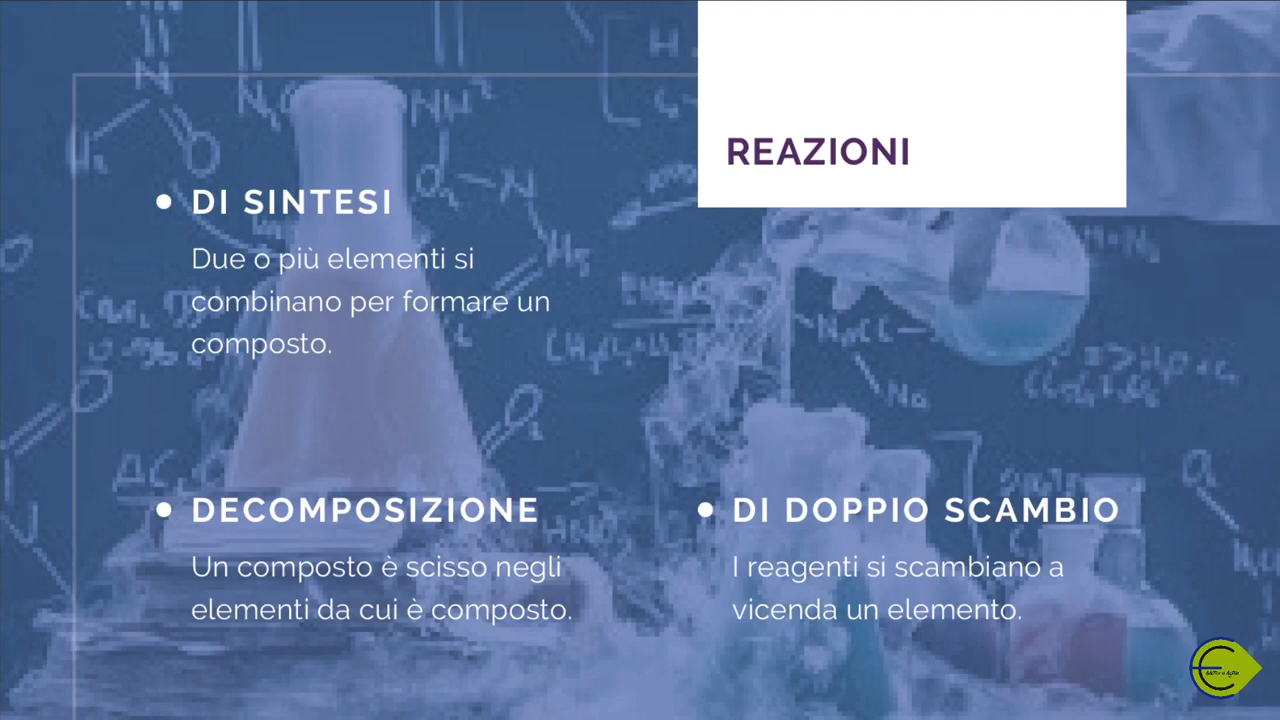 REAZIONI
DI SINTESI
Due o più elementi si
combinano per formare un
composto.
DECOMPOSIZIONE
Un composto è scisso negli
elementi da cui è composto.
DI DOPPIO SCAMBIO
I reagenti si scambiano a
vicenda un elemento.